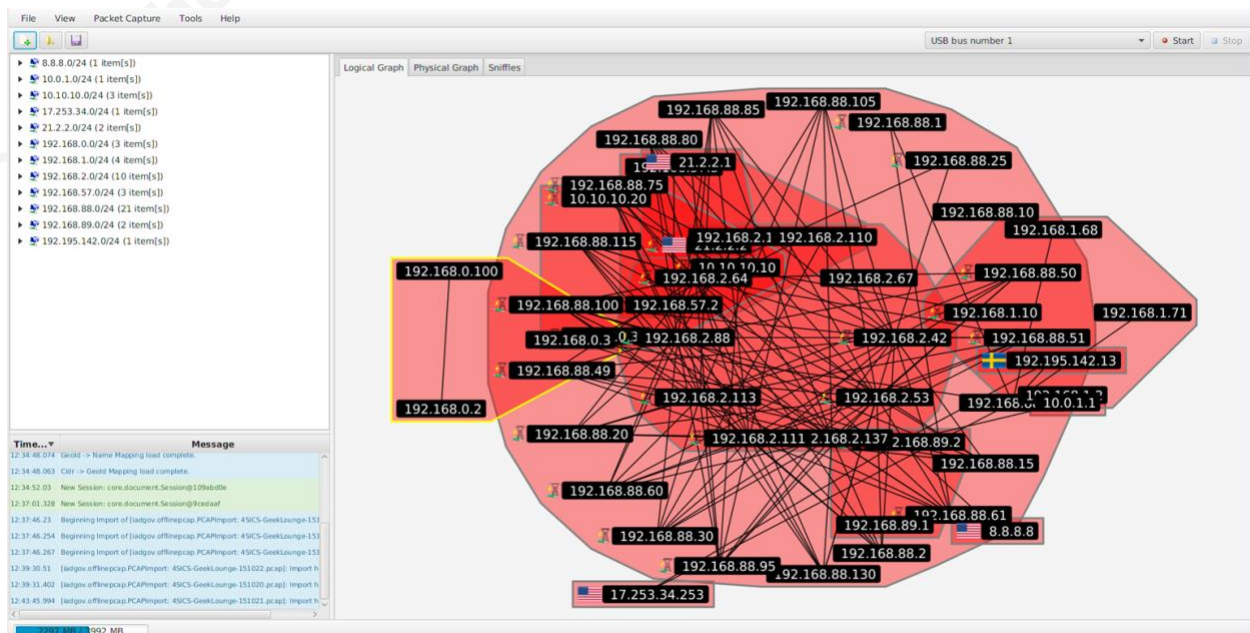 File View Packet Capture Tools Help
USB bus number 1
Start
Stop
8.8.8.0/24 (1 item[s])
10.0.1.0/24 (1 item[s])
10.10.10.0/24 (3 item[s])
17.253.34.0/24 (1 item[s])
21.2.2.0/24 (2 item[s])
192.168.0.0/24 (3 item[s])
192.168.1.0/24 (4 item[s])
192.168.2.0/24 (10 item[s])
192.168.57.0/24 (3 item[s])
192.168.88.0/24 (21 item[s])
192.168.89.0/24 (2 item[s])
192.195.142.0/24 (1 item[s])
Logical Graph Physical Graph Sniffles
192.168.88.105
192.168.88.85
192.168.88.1
192.168.88.80
192.168.88.25
21.2.2.1
192.168.88.75
10.10.10.20
192.168.88.10
192.168.1.68
192.168.88.115
192.168.2.1
192.168.2.110
21.2.2.2
192.168.0.100
10.10.10.10
192.168.2.64
192.168.2.67
192.168.88.50
192.168.88.100
192.168.57.2
192.168.1.10
192.168.1.71
192.168.0.3
192.168.2.88
192.168.2.42
192.168.88.51
192.195.142.13
192.168.88.49
192.168.0.2
192.168.2.113
192.168.2.53
10.0.1.1
192.168.88.20
192.168.2.111
2.168.2.137
2.168.89.2
192.168.88.15
192.168.88.60
192.168.88.61
192.168.89.1
8.8.8.8
192.168.88.30
192.168.88.2
192.168.88.95
192.168.88.130
17.253.34.253
Time... Message
12:34:48.074 GeoId -> Name Mapping load complete.
12:34:48.063 Cidr -> GeoId Mapping load complete.
12:34:52.03 New Session: core.document.Session@109ebd0e
12:37:01.328 New Session: core.document.Session@9cedaaf
12:37:46.23 Beginning Import of [iadgov.offlinepcap.PCAPImport: 4SICS-GeekLounge-151
12:37:46.254 Beginning Import of [iadgov.offlinepcap.PCAPImport: 4SICS-GeekLounge-151
12:37:46.267 Beginning Import of [iadgov.offlinepcap.PCAPImport: 4SICS-GeekLounge-151
12:39:30.51 [iadgov.offlinepcap.PCAPImport: 4SICS-GeekLounge-151022.pcap]: Import h
12:39:31.402 [iadgov.offlinepcap.PCAPImport: 4SICS-GeekLounge-151020.pcap]: Import h
12:43:45.994 [iadgov.offlinepcap.PCAPImport: 4SICS-GeekLounge-151021.pcap]: Import h
2297 MB / 3992 MB